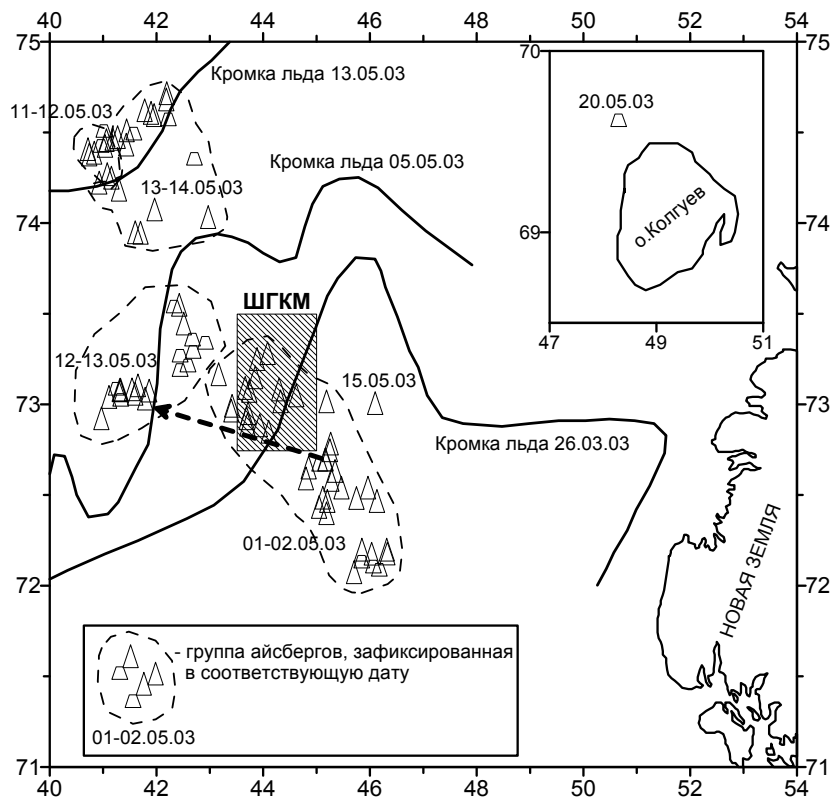 40 42 44 46 48 50 52 54
75 75
Кромка льда 13.05.03
70
11-12.05.03
20.05.03
Кромка льда 05.05.03
13-14.05.03
74 74
69
о.Колгуев
ШГКМ
47 49 51
12-13.05.03
15.05.03
73 73
Кромка льда 26.03.03
01-02.05.03
72 72
НОВАЯ ЗЕМЛЯ
- группа айсбергов, зафиксированная
в соответствующую дату
01-02.05.03
71 71
40 42 44 46 48 50 52 54